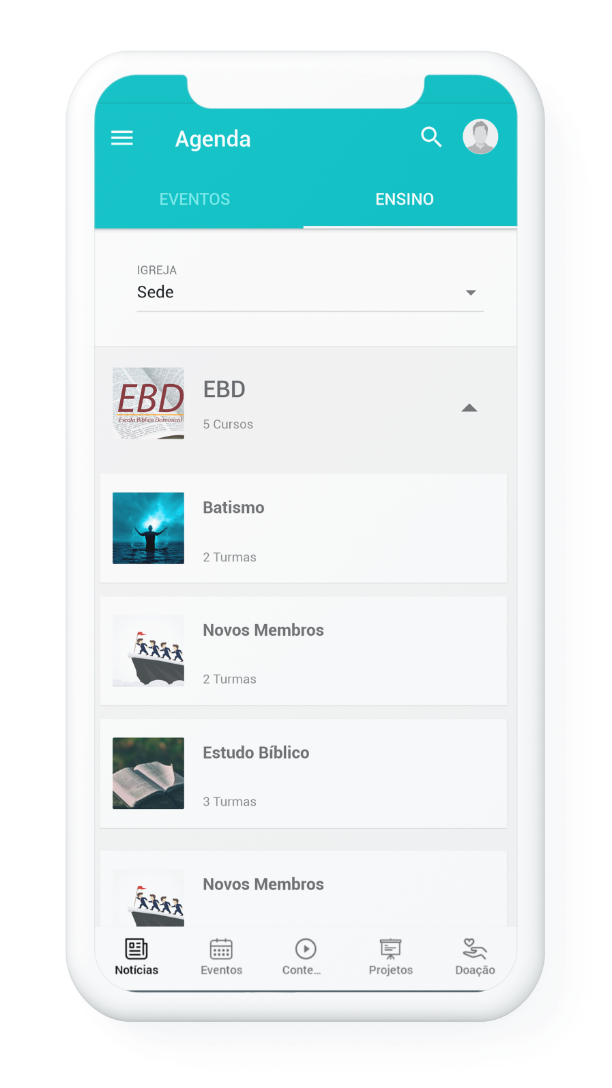 Agenda
EVENTOS
ENSINO
IGREJA
Sede
EBD
Escola Bíblica Dominical
EBD
5 Cursos
Batismo
2 Turmas
Novos Membros
2 Turmas
Estudo Bíblico
3 Turmas
Novos Membros
Notícias
Eventos
Conte...
Projetos
Doação